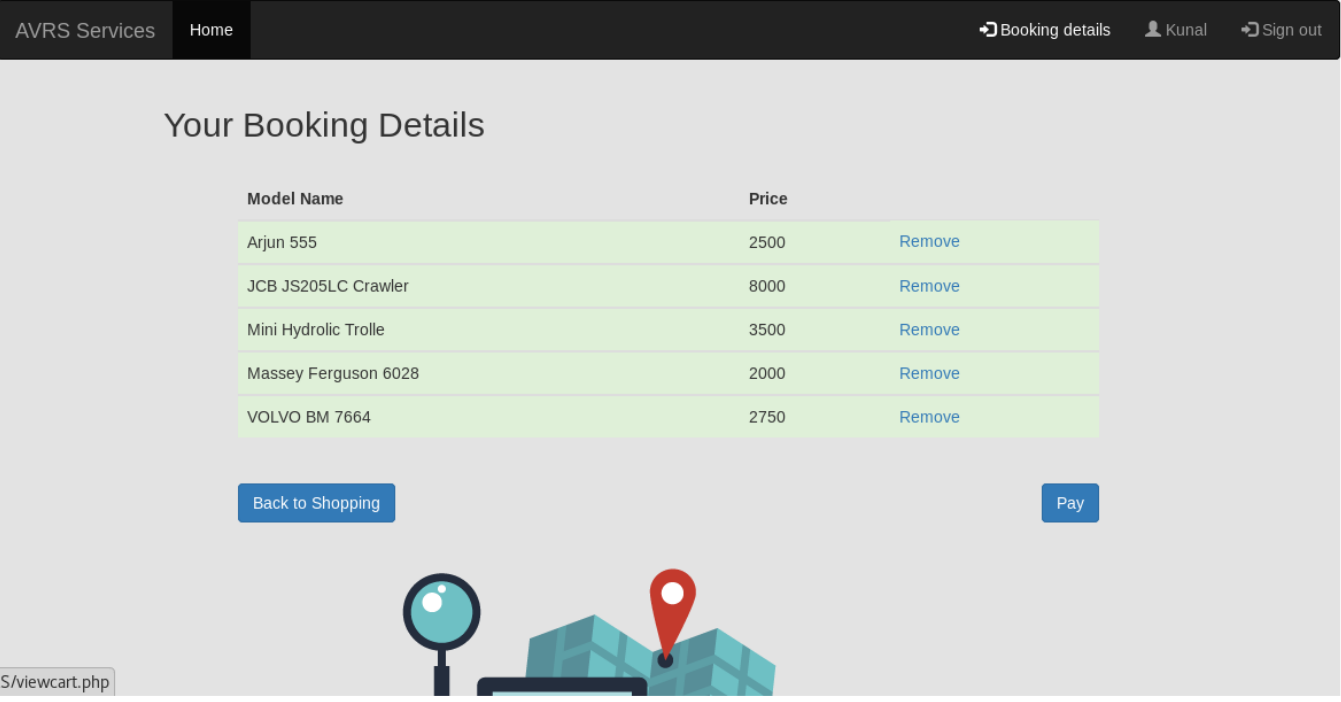 AVRS Services Home Booking details Kunal Sign out
Your Booking Details
Model Name Price
Arjun 555 2500 Remove
JCB JS205LC Crawler 8000 Remove
Mini Hydrolic Trolle 3500 Remove
Massey Ferguson 6028 2000 Remove
VOLVO BM 7664 2750 Remove
Back to Shopping Pay
S/viewcart.php